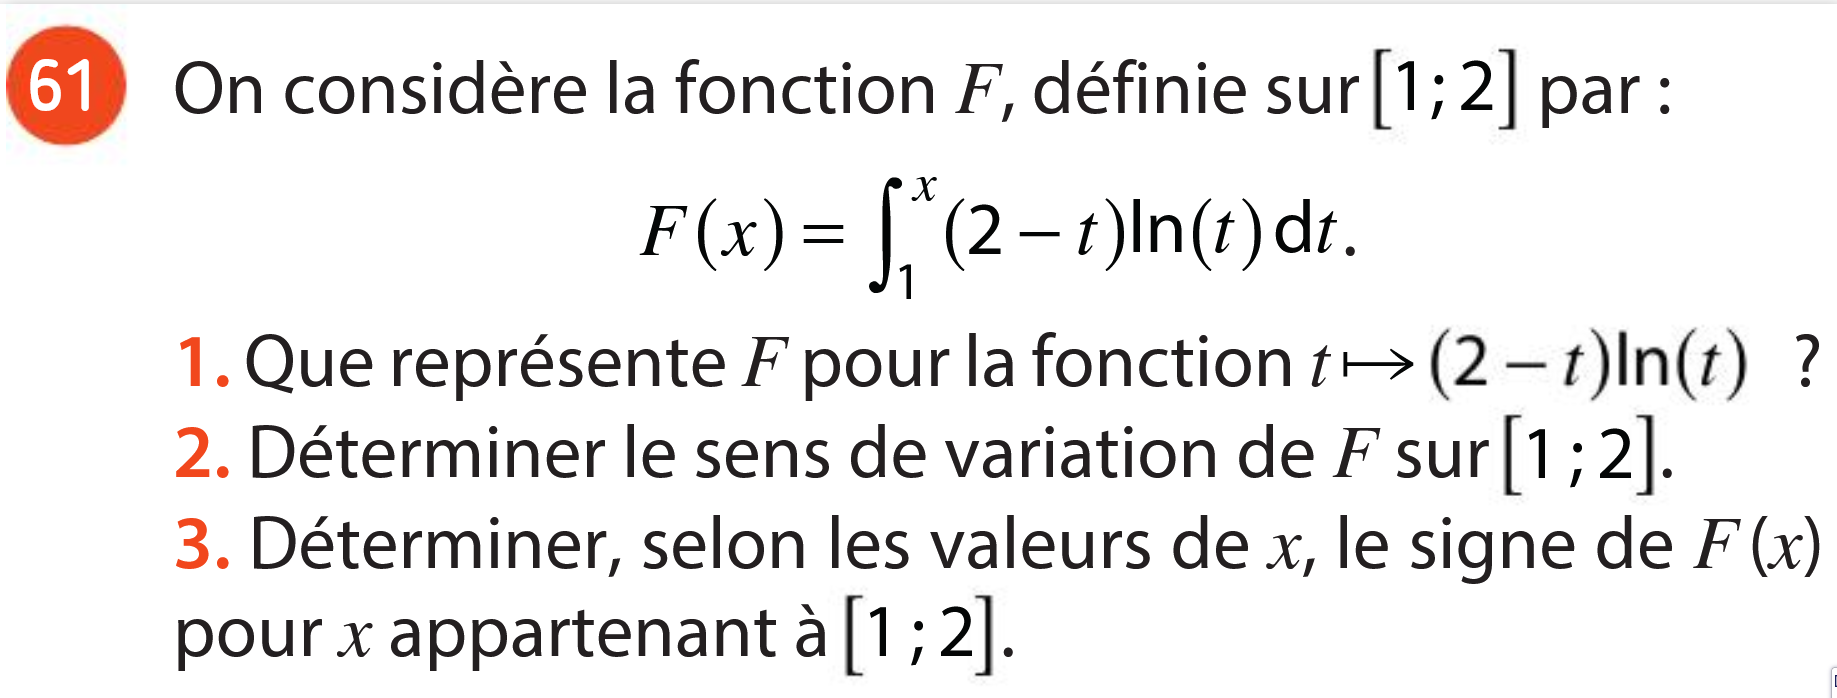 61 On considère la fonction F, définie sur [1; 2] par :
F(x) = ∫₁ˣ (2 – t)ln(t) dt.
1. Que représente F pour la fonction t ↦ (2 – t)ln(t) ?
2. Déterminer le sens de variation de F sur [1 ; 2].
3. Déterminer, selon les valeurs de x, le signe de F(x)
pour x appartenant à [1 ; 2].